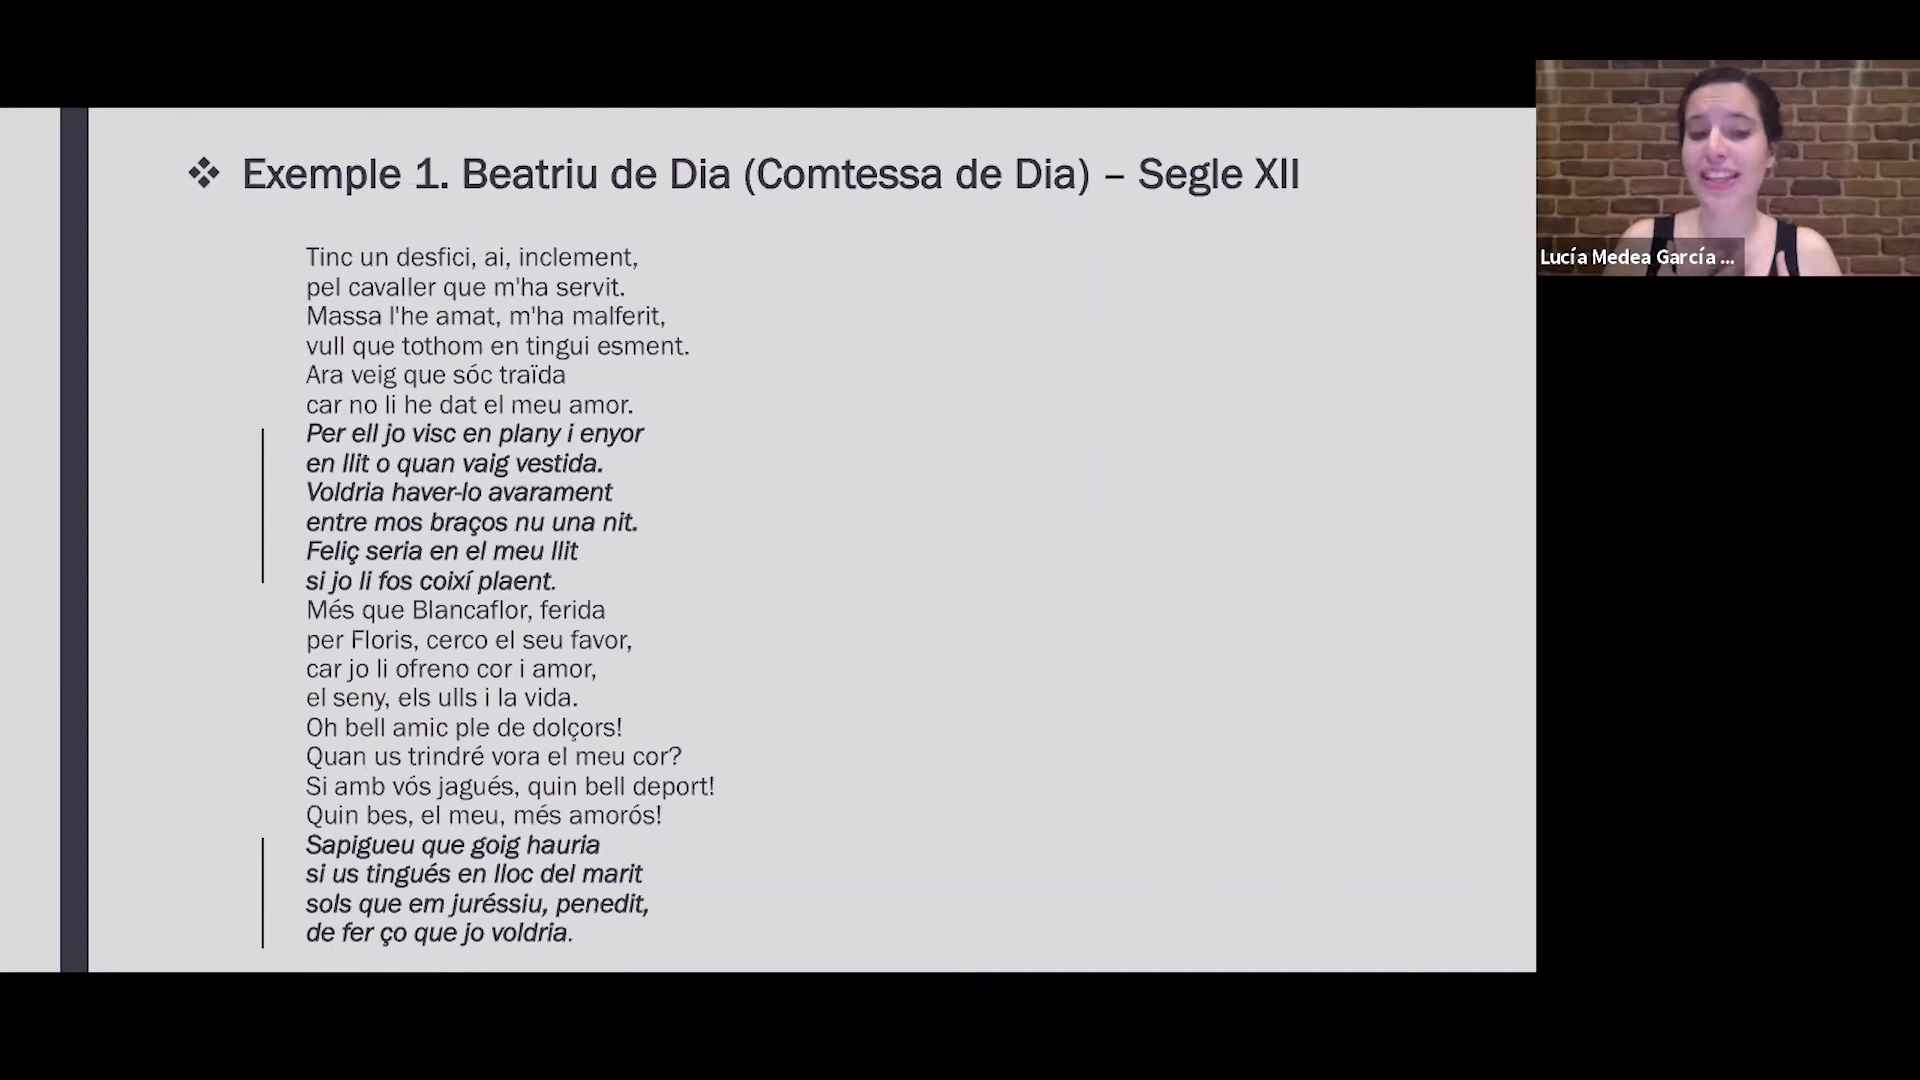 ❖ Exemple 1. Beatriu de Dia (Comtessa de Dia) – Segle XII
Tinc un desfici, ai, inclement,
pel cavaller que m'ha servit.
Massa l'he amat, m'ha malferit,
vull que tothom en tingui esment.
Ara veig que sóc traïda
car no li he dat el meu amor.
Per ell jo visc en plany i enyor
en llit o quan vaig vestida.
Voldria haver-lo avarament
entre mos braços nu una nit.
Feliç seria en el meu llit
si jo li fos coixí plaent.
Més que Blancaflor, ferida
per Floris, cerco el seu favor,
car jo li ofreno cor i amor,
el seny, els ulls i la vida.
Oh bell amic ple de dolçors!
Quan us trindré vora el meu cor?
Si amb vós jagués, quin bell deport!
Quin bes, el meu, més amorós!
Sapigueu que goig hauria
si us tingués en lloc del marit
sols que em juréssiu, penedit,
de fer ço que jo voldria.
Lucía Medea García ...